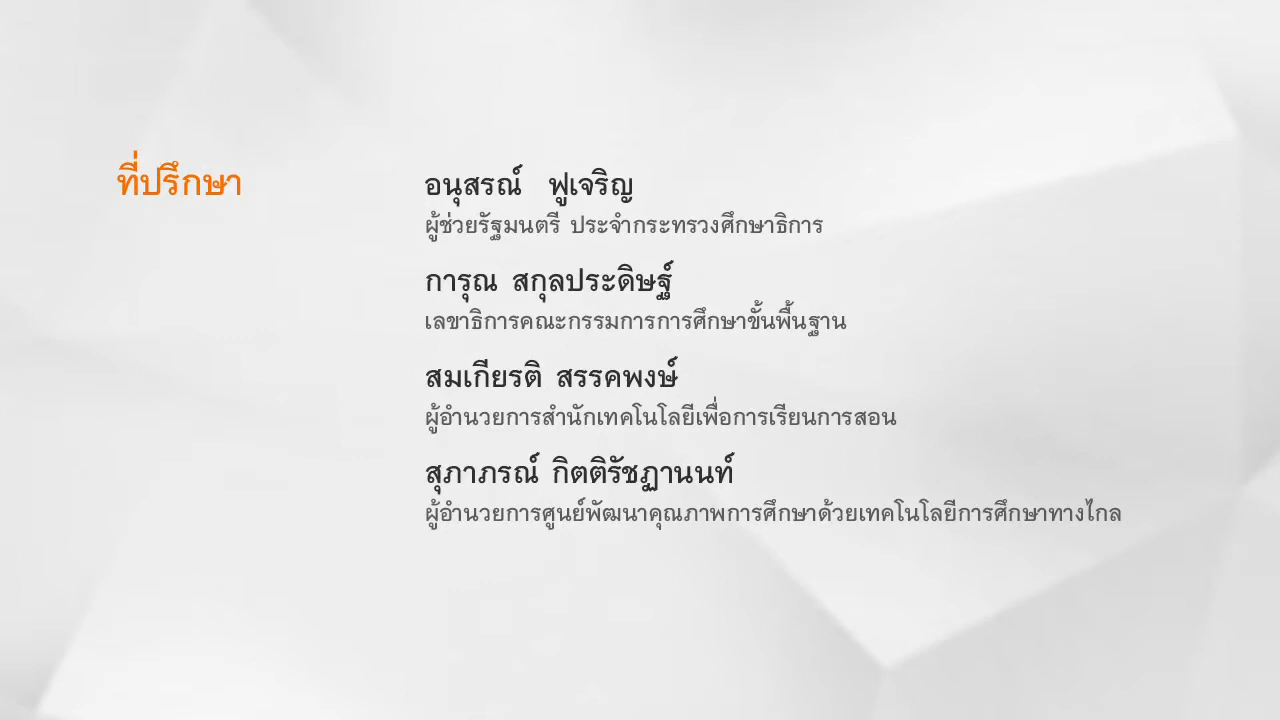 ที่ปรึกษา
อนุสรณ์ ฟูเจริญ
ผู้ช่วยรัฐมนตรี ประจำกระทรวงศึกษาธิการ
การุณ สกุลประดิษฐ์
เลขาธิการคณะกรรมการการศึกษาขั้นพื้นฐาน
สมเกียรติ สรรคพงษ์
ผู้อำนวยการสำนักเทคโนโลยีเพื่อการเรียนการสอน
สุภาภรณ์ กิตติรัชฏานนท์
ผู้อำนวยการศูนย์พัฒนาคุณภาพการศึกษาด้วยเทคโนโลยีการศึกษาทางไกล